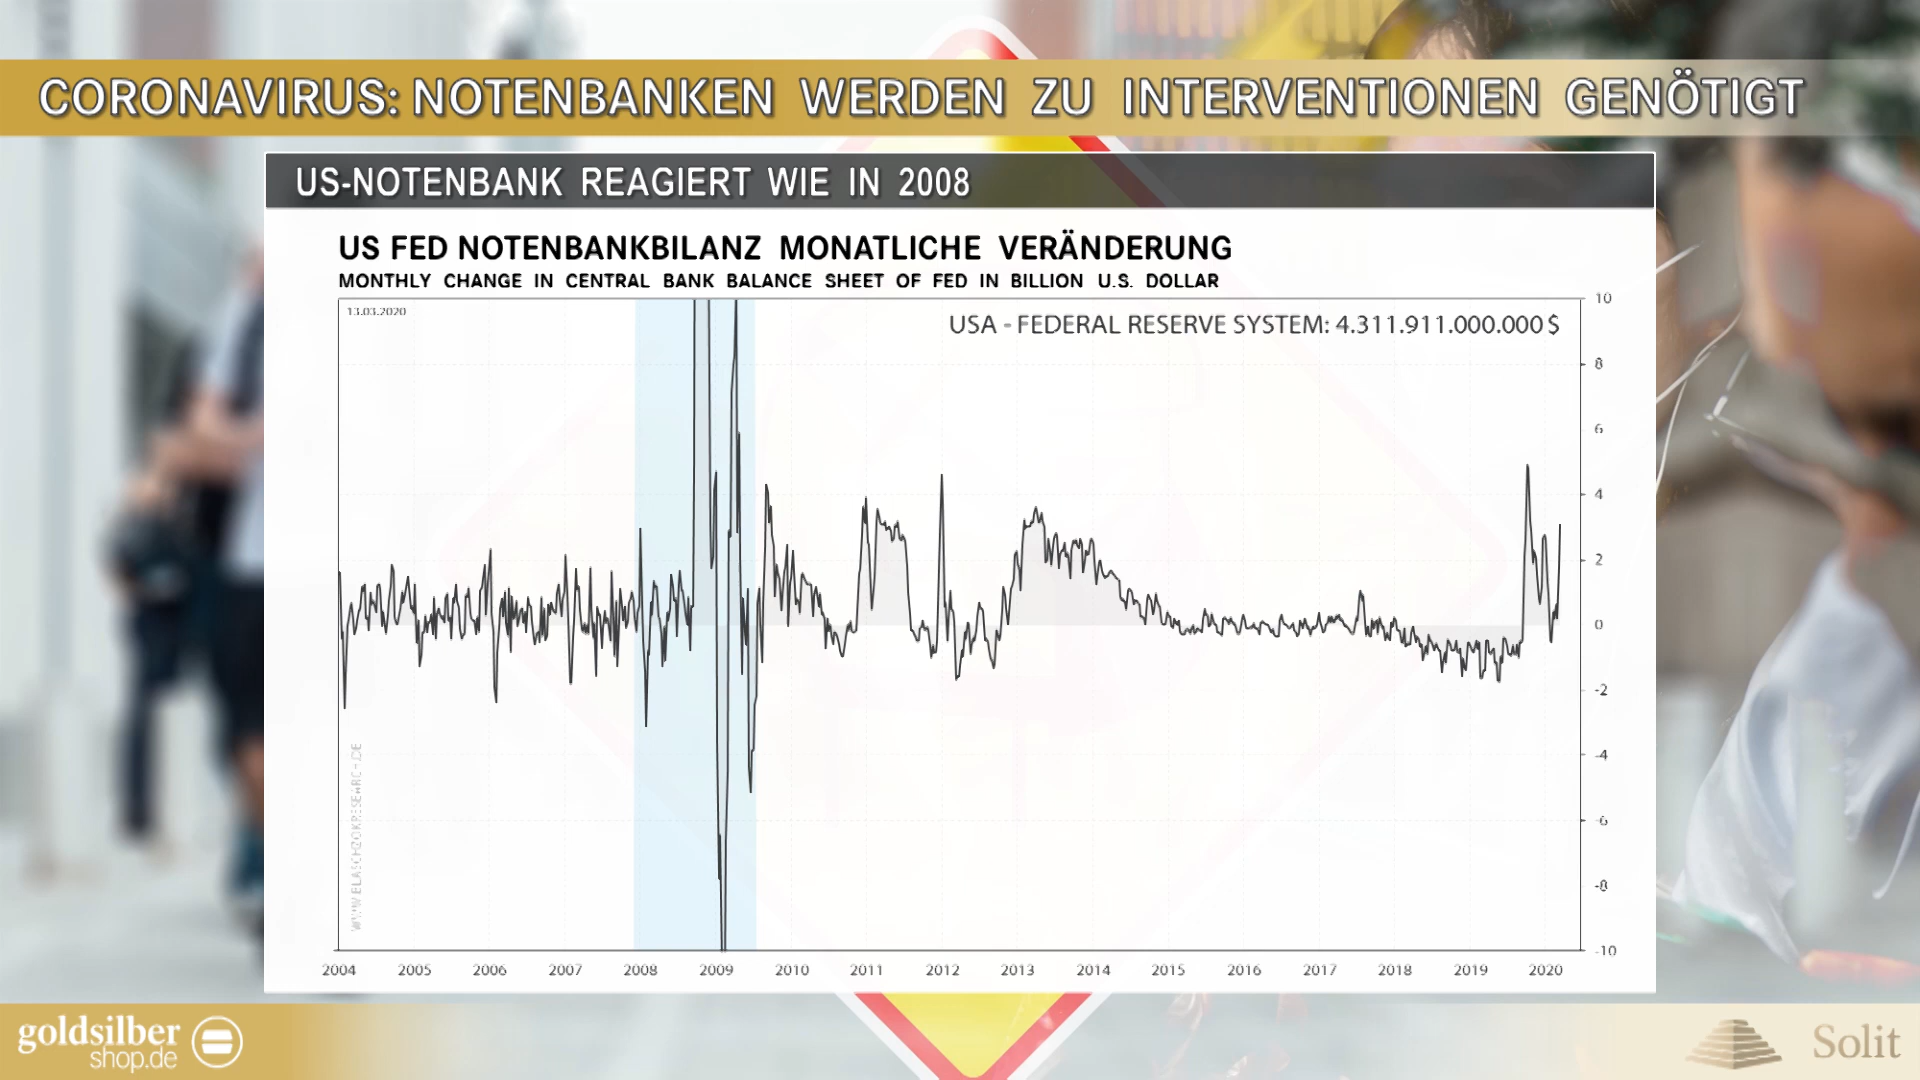 CORONAVIRUS: NOTENBANKEN WERDEN ZU INTERVENTIONEN GENÖTIGT
US-NOTENBANK REAGIERT WIE IN 2008
US FED NOTENBANKBILANZ MONATLICHE VERÄNDERUNG
MONTHLY CHANGE IN CENTRAL BANK BALANCE SHEET OF FED IN BILLION U.S. DOLLAR
13.03.2020
USA - FEDERAL RESERVE SYSTEM: 4.311.911.000.000 $
10
8
6
4
2
0
-2
-4
-6
-8
-10
WWW.BLASCHZOKRESEARCH.DE
2004 2005 2006 2007 2008 2009 2010 2011 2012 2013 2014 2015 2016 2017 2018 2019 2020
goldsilber
shop.de
Solit